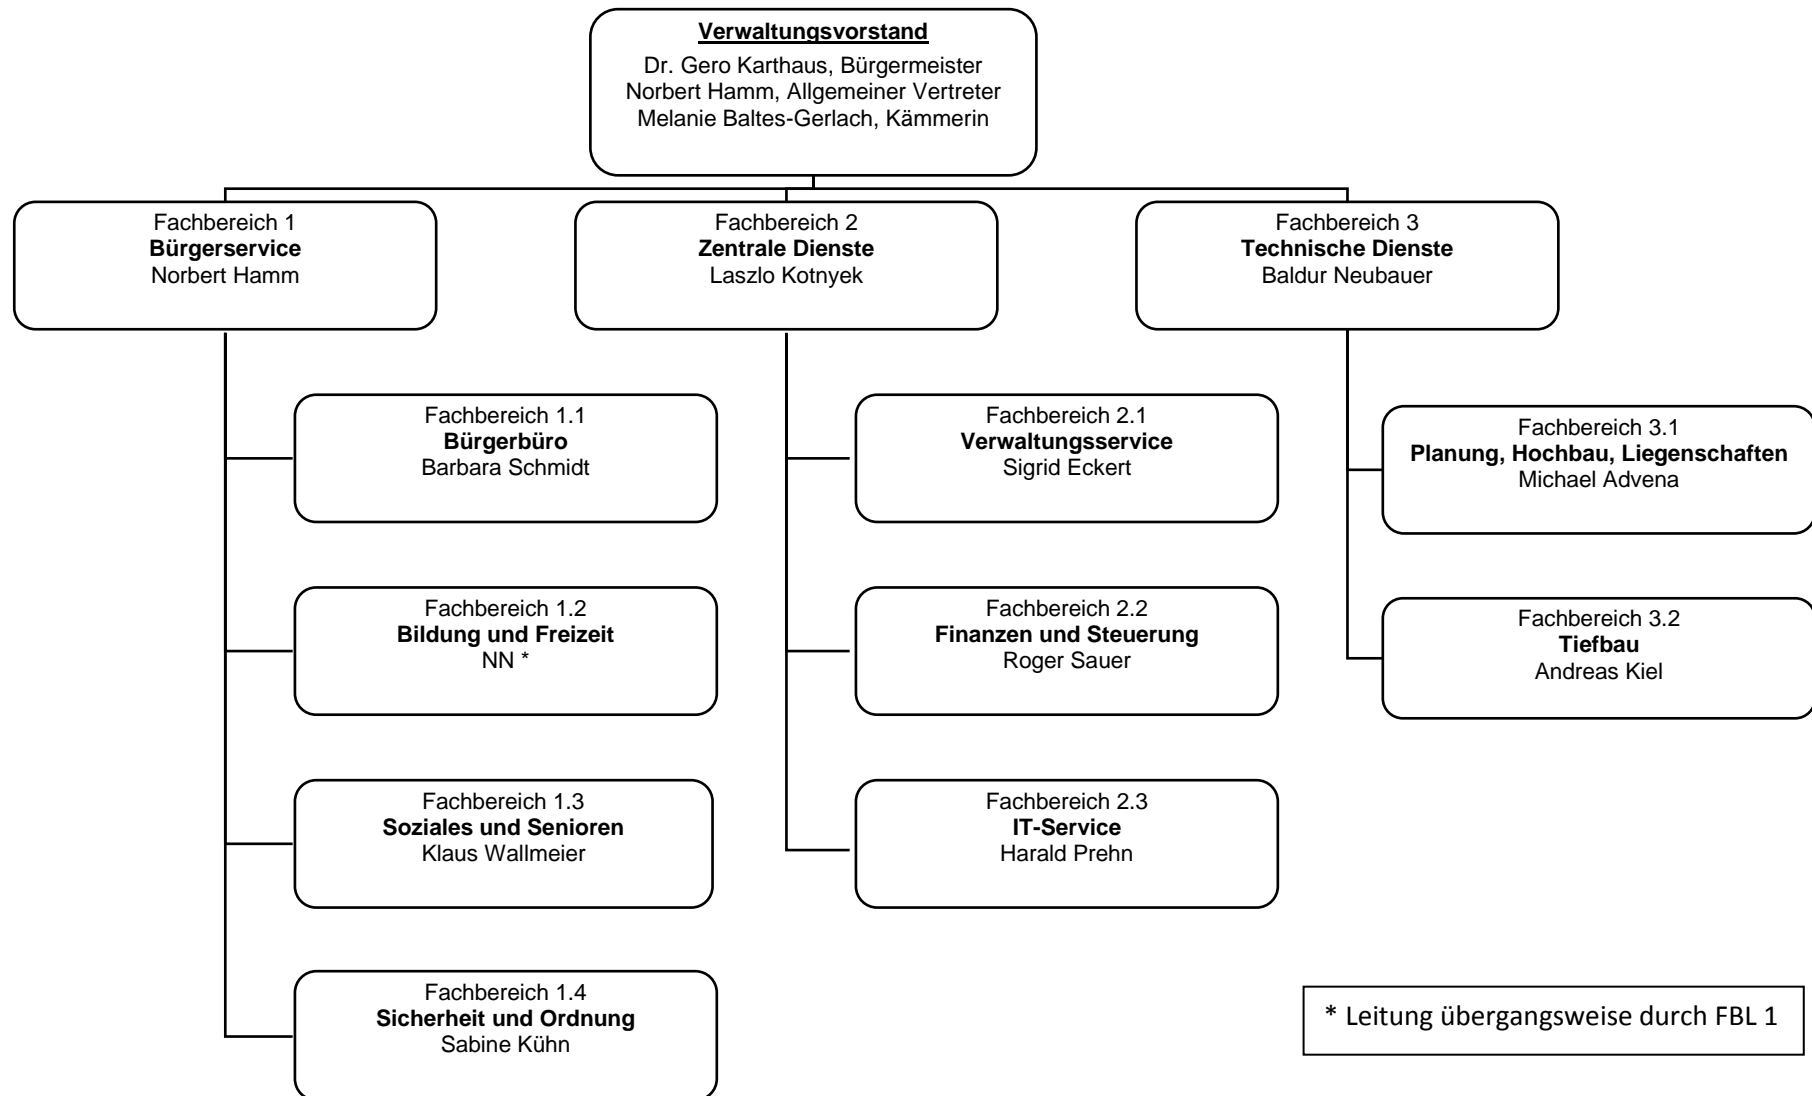 Verwaltungsvorstand
Dr. Gero Karthaus, Bürgermeister
Norbert Hamm, Allgemeiner Vertreter
Melanie Baltes-Gerlach, Kämmerin
Fachbereich 1
Bürgerservice
Norbert Hamm
Fachbereich 2
Zentrale Dienste
Laszlo Kotnyek
Fachbereich 3
Technische Dienste
Baldur Neubauer
Fachbereich 1.1
Bürgerbüro
Barbara Schmidt
Fachbereich 2.1
Verwaltungsservice
Sigrid Eckert
Fachbereich 3.1
Planung, Hochbau, Liegenschaften
Michael Advena
Fachbereich 1.2
Bildung und Freizeit
NN *
Fachbereich 2.2
Finanzen und Steuerung
Roger Sauer
Fachbereich 3.2
Tiefbau
Andreas Kiel
Fachbereich 1.3
Soziales und Senioren
Klaus Wallmeier
Fachbereich 2.3
IT-Service
Harald Prehn
Fachbereich 1.4
Sicherheit und Ordnung
Sabine Kühn
* Leitung übergangsweise durch FBL 1